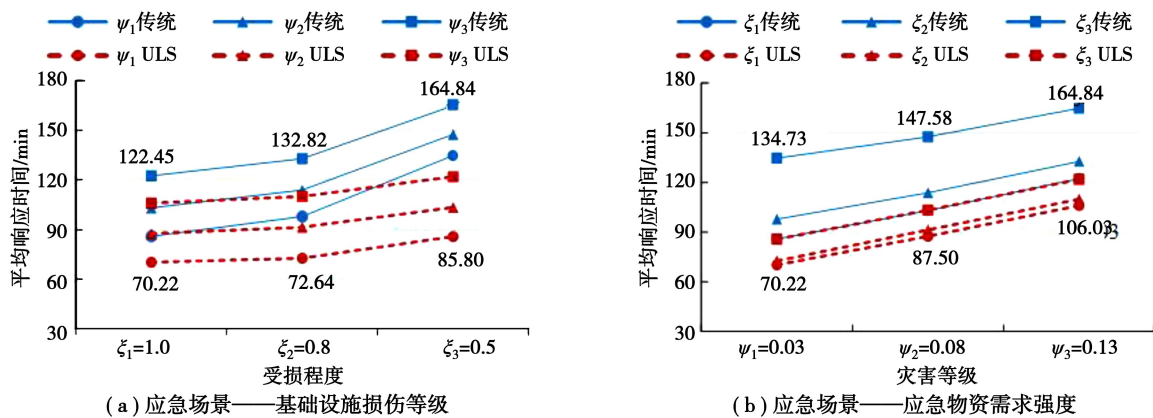 ψ₁传统 ψ₂传统 ψ₃传统
ψ₁ ULS ψ₂ ULS ψ₃ ULS
平均响应时间/min
180
150
120
90
60
30
122.45
132.82
164.84
70.22
72.64
85.80
ξ₁=1.0 ξ₂=0.8 ξ₃=0.5
受损程度
(a)应急场景——基础设施损伤等级
ξ₁传统 ξ₂传统 ξ₃传统
ξ₁ ULS ξ₂ ULS ξ₃ ULS
平均响应时间/min
180
150
120
90
60
30
134.73
147.58
164.84
70.22
87.50
106.03
ψ₁=0.03 ψ₂=0.08 ψ₃=0.13
灾害等级
(b)应急场景——应急物资需求强度